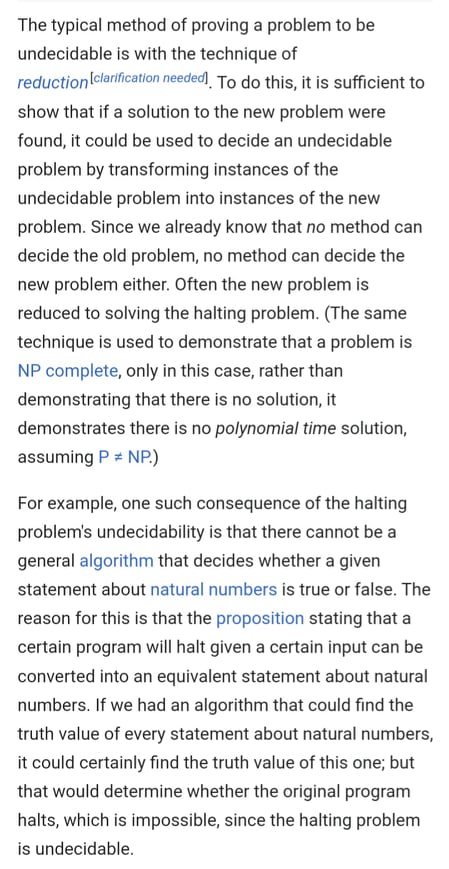 The typical method of proving a problem to be
undecidable is with the technique of
reduction[clarification needed]. To do this, it is sufficient to
show that if a solution to the new problem were
found, it could be used to decide an undecidable
problem by transforming instances of the
undecidable problem into instances of the new
problem. Since we already know that no method can
decide the old problem, no method can decide the
new problem either. Often the new problem is
reduced to solving the halting problem. (The same
technique is used to demonstrate that a problem is
NP complete, only in this case, rather than
demonstrating that there is no solution, it
demonstrates there is no polynomial time solution,
assuming P ≠ NP.)
For example, one such consequence of the halting
problem's undecidability is that there cannot be a
general algorithm that decides whether a given
statement about natural numbers is true or false. The
reason for this is that the proposition stating that a
certain program will halt given a certain input can be
converted into an equivalent statement about natural
numbers. If we had an algorithm that could find the
truth value of every statement about natural numbers,
it could certainly find the truth value of this one; but
that would determine whether the original program
halts, which is impossible, since the halting problem
is undecidable.